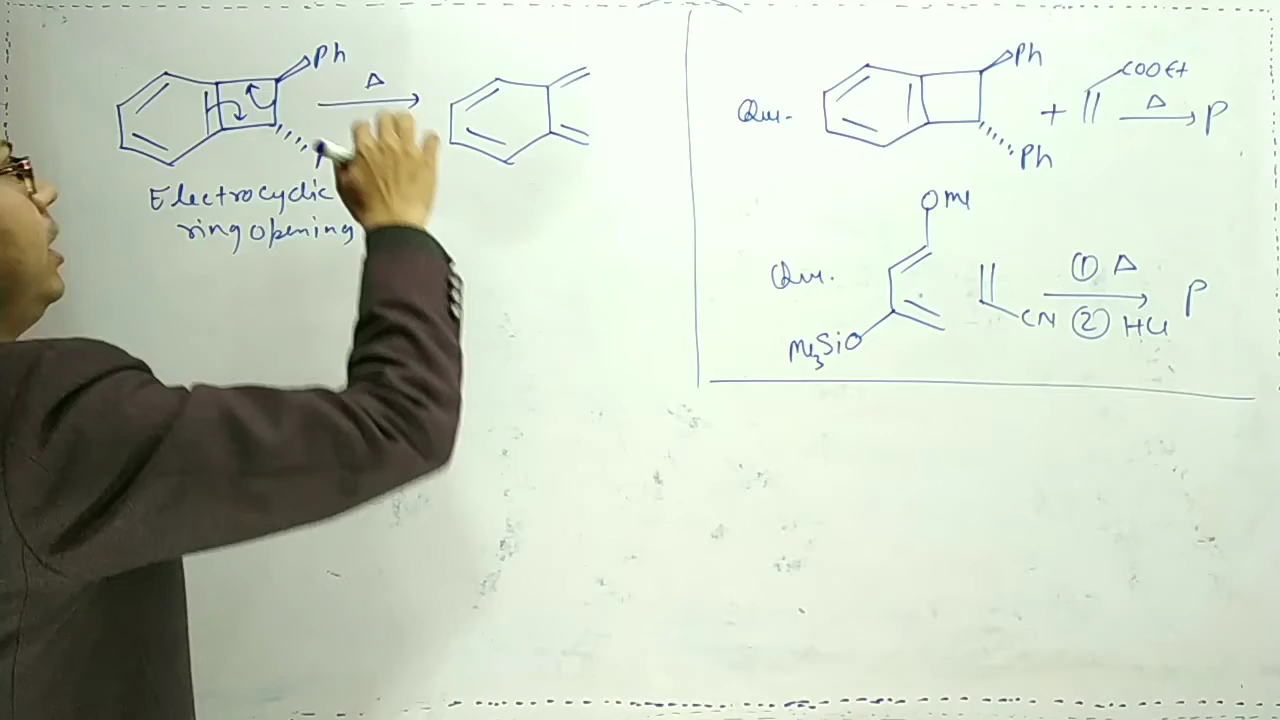 Ph
Δ
Electrocyclic
ring opening
Qus.
Ph
Ph
+
COOEt
Δ
P
Qus.
OMe
Me3SiO
CN
① Δ
② HCl
P